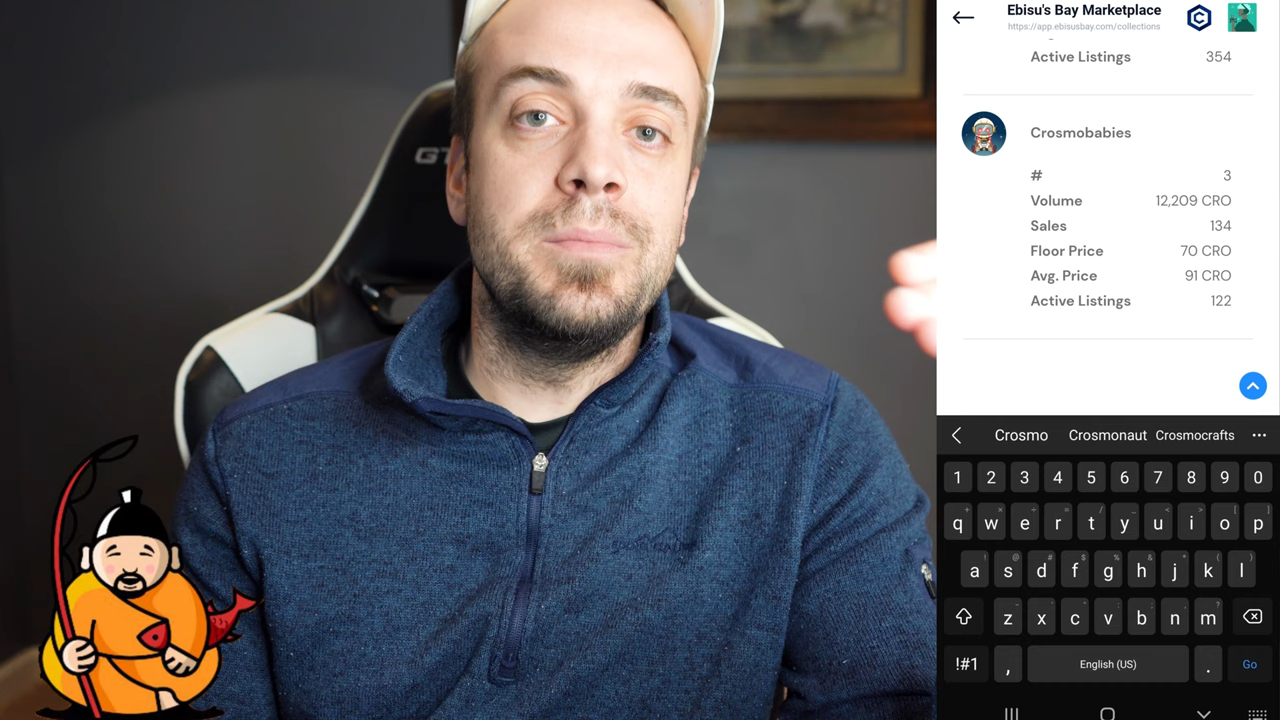 GT
Ebisu's Bay Marketplace
https://app.ebisusbay.com/collections
Active Listings 354
Crosmobabies
# 3
Volume 12,209 CRO
Sales 134
Floor Price 70 CRO
Avg. Price 91 CRO
Active Listings 122
Crosmo Crosmonaut Crosmocrafts
1 2 3 4 5 6 7 8 9 0
q w e r t y u i o p
a s d f g h j k l
z x c v b n m
!#1 , English (US) . Go